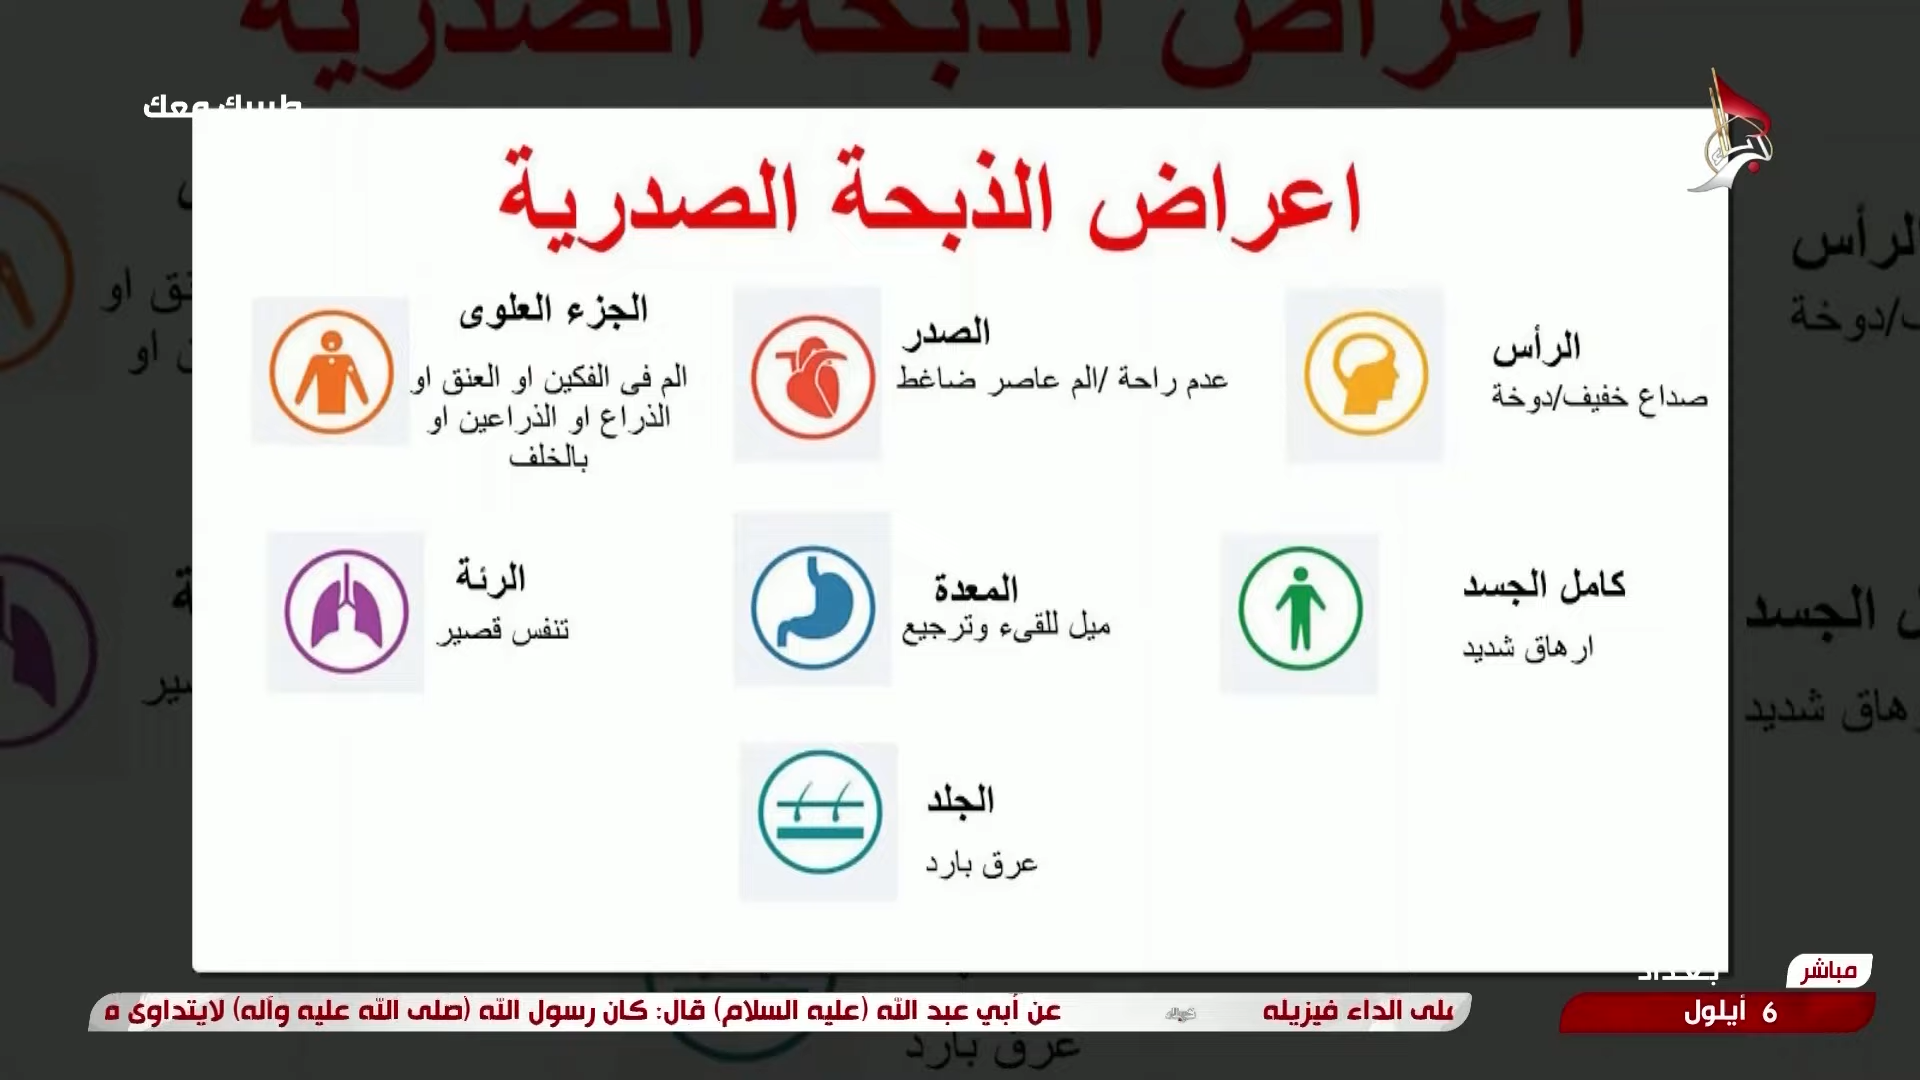 طبيبك معك
اعراض الذبحة الصدرية
الرأس
صداع خفيف/دوخة
الصدر
عدم راحة /الم عاصر ضاغط
الجزء العلوى
الم فى الفكين او العنق او
الذراع او الذراعين او
بالخلف
كامل الجسد
ارهاق شديد
المعدة
ميل للقىء وترجيع
الرئة
تنفس قصير
الجلد
عرق بارد
بغداد
مباشر
6 أيلول
على الداء فيزيله
عن أبي عبد الله (عليه السلام) قال: كان رسول الله (صلى الله عليه وآله) لايتداوى